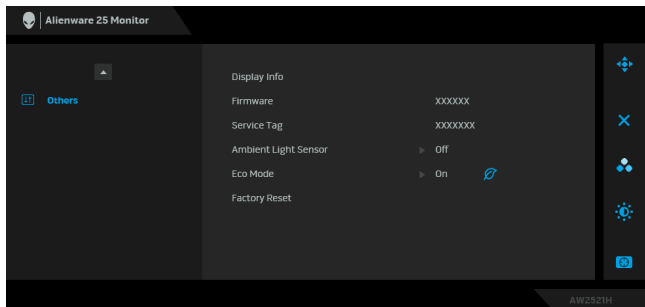 Alienware 25 Monitor
Others
Display Info
Firmware XXXXXX
Service Tag XXXXXXX
Ambient Light Sensor Off
Eco Mode On
Factory Reset
AW2521H